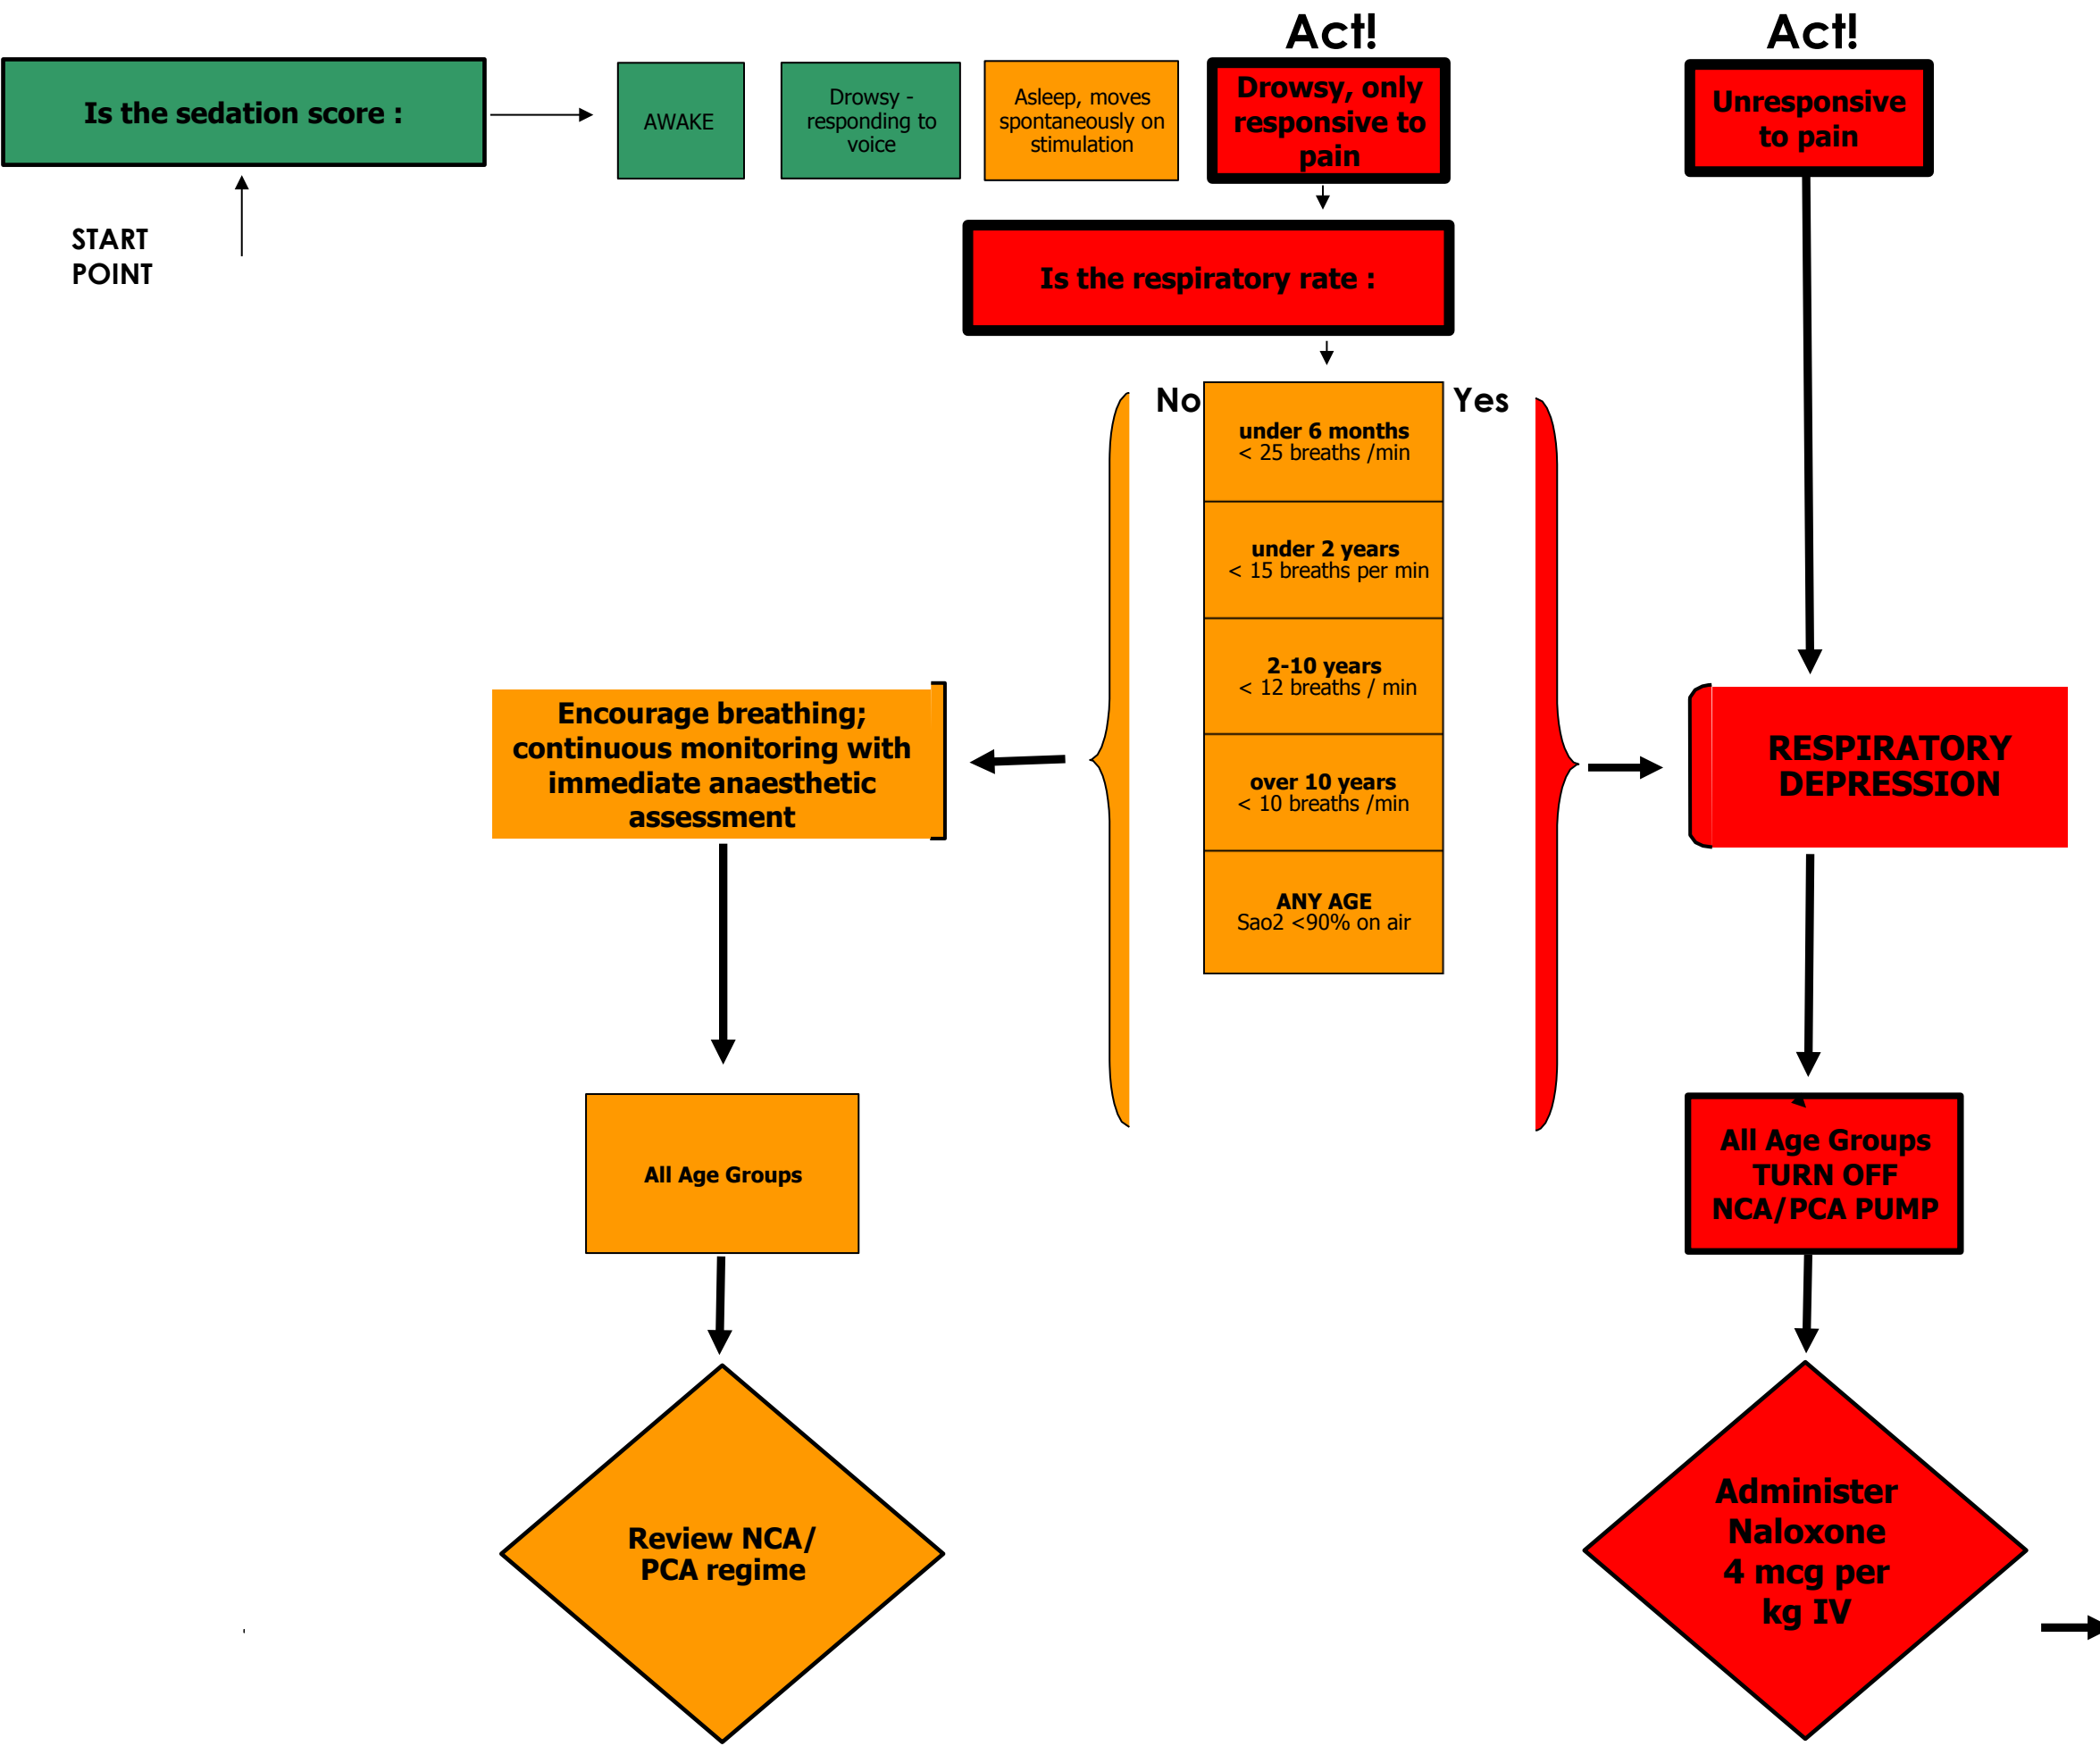 Act!
Act!
Is the sedation score :
AWAKE
Drowsy -
responding to
voice
Asleep, moves
spontaneously on
stimulation
Drowsy, only
responsive to
pain
Unresponsive
to pain
START
POINT
Is the respiratory rate :
No
Yes
under 6 months
< 25 breaths /min
under 2 years
< 15 breaths per min
2-10 years
< 12 breaths / min
over 10 years
< 10 breaths /min
ANY AGE
Sao2 <90% on air
Encourage breathing;
continuous monitoring with
immediate anaesthetic
assessment
RESPIRATORY
DEPRESSION
All Age Groups
All Age Groups
TURN OFF
NCA/PCA PUMP
Review NCA/
PCA regime
Administer
Naloxone
4 mcg per
kg IV